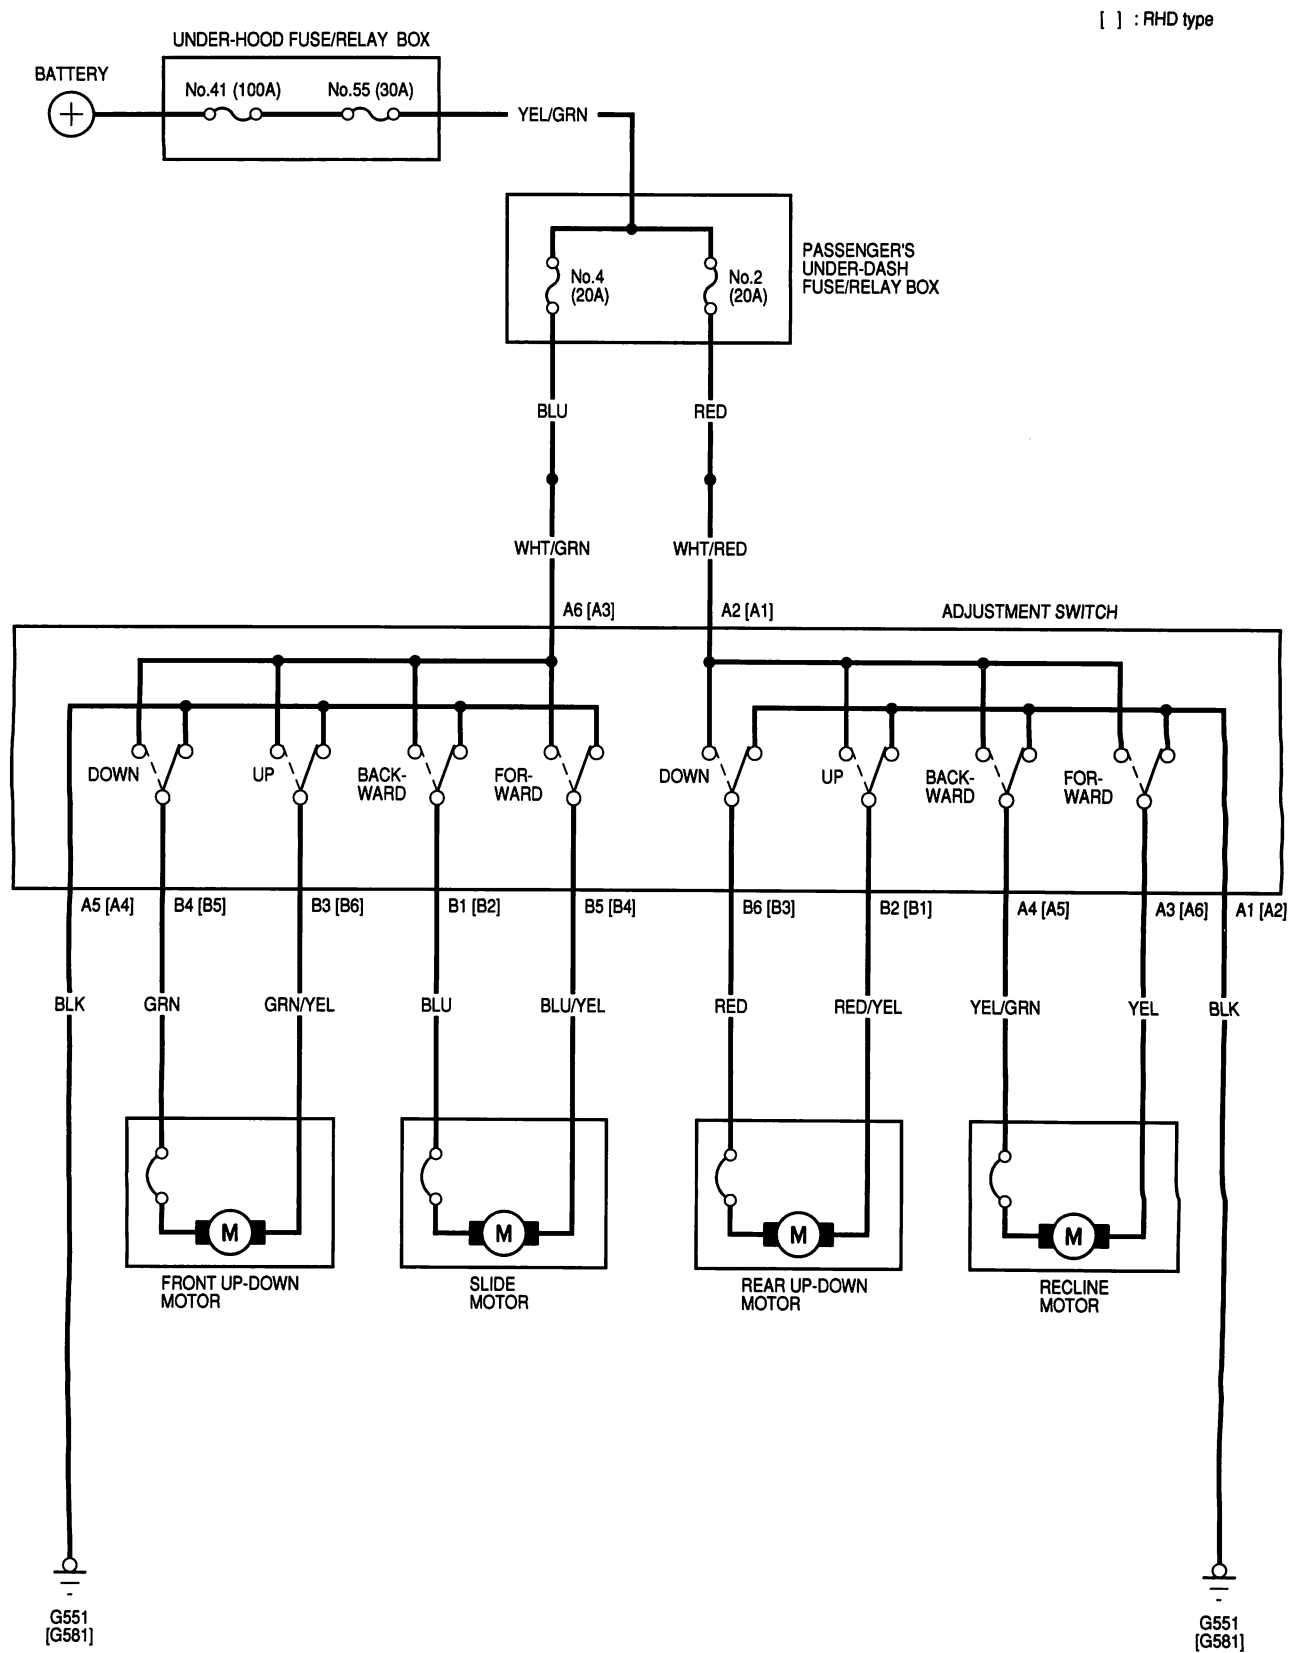 [ ] : RHD type
UNDER-HOOD FUSE/RELAY BOX
BATTERY
No.41 (100A)
No.55 (30A)
+
YEL/GRN
No.4
(20A)
No.2
(20A)
PASSENGER'S
UNDER-DASH
FUSE/RELAY BOX
BLU
RED
WHT/GRN
WHT/RED
A6 [A3]
A2 [A1]
ADJUSTMENT SWITCH
DOWN
UP
BACK-
WARD
FOR-
WARD
DOWN
UP
BACK-
WARD
FOR-
WARD
A5 [A4]
B4 [B5]
B3 [B6]
B1 [B2]
B5 [B4]
B6 [B3]
B2 [B1]
A4 [A5]
A3 [A6]
A1 [A2]
BLK
GRN
GRN/YEL
BLU
BLU/YEL
RED
RED/YEL
YEL/GRN
YEL
BLK
M
M
M
M
FRONT UP-DOWN
MOTOR
SLIDE
MOTOR
REAR UP-DOWN
MOTOR
RECLINE
MOTOR
G551
[G581]
G551
[G581]